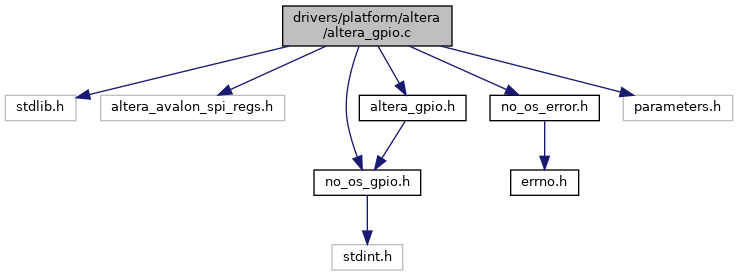 drivers/platform/altera
/altera_gpio.c
stdlib.h
altera_avalon_spi_regs.h
altera_gpio.h
no_os_error.h
parameters.h
no_os_gpio.h
errno.h
stdint.h